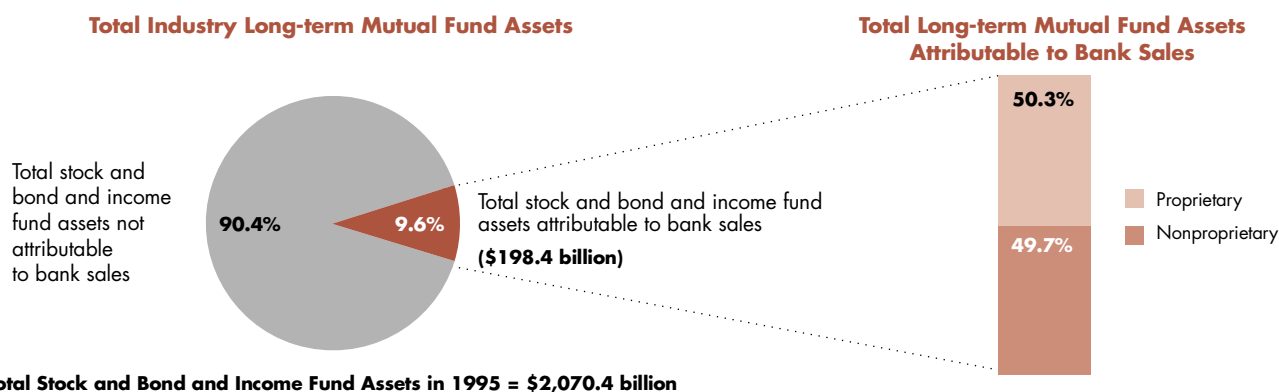 Total Industry Long-term Mutual Fund Assets
Total Long-term Mutual Fund Assets
Attributable to Bank Sales
Total stock and
bond and income
fund assets not
attributable
to bank sales
90.4%
9.6%
Total stock and bond and income fund
assets attributable to bank sales
($198.4 billion)
50.3%
49.7%
Proprietary
Nonproprietary
otal Stock and Bond and Income Fund Assets in 1995 = $2,070.4 billion